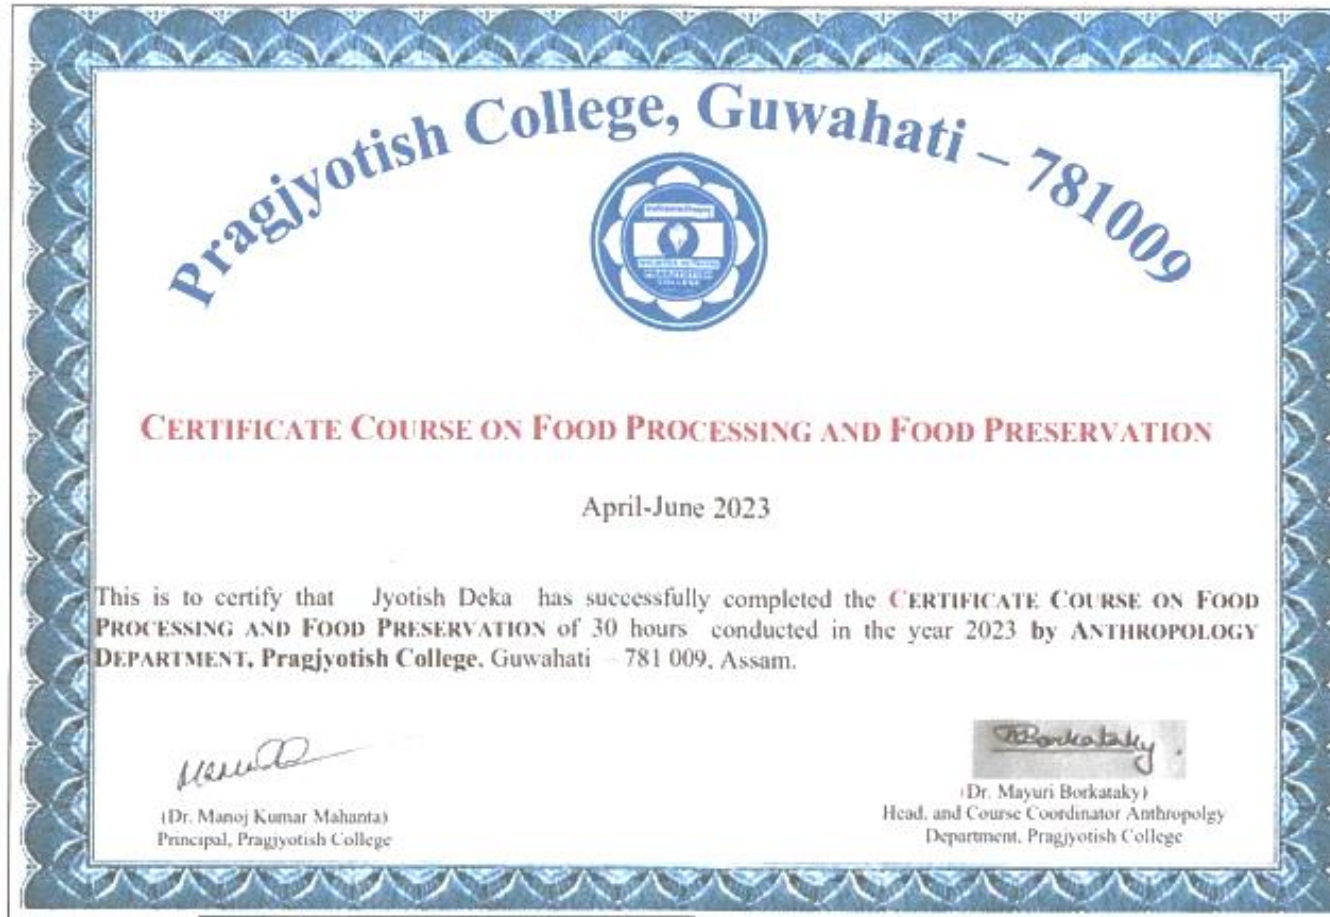 Pragjyotish College, Guwahati – 781009
PRAGJYOTISH
COLLEGE
CERTIFICATE COURSE ON FOOD PROCESSING AND FOOD PRESERVATION
April-June 2023
This is to certify that Jyotish Deka has successfully completed the CERTIFICATE COURSE ON FOOD
PROCESSING AND FOOD PRESERVATION of 30 hours conducted in the year 2023 by ANTHROPOLOGY
DEPARTMENT, Pragjyotish College, Guwahati – 781 009, Assam.
MBorkataky
(Dr. Manoj Kumar Mahanta)
Principal, Pragjyotish College
(Dr. Mayuri Borkataky)
Head, and Course Coordinator Anthropolgy
Department, Pragjyotish College